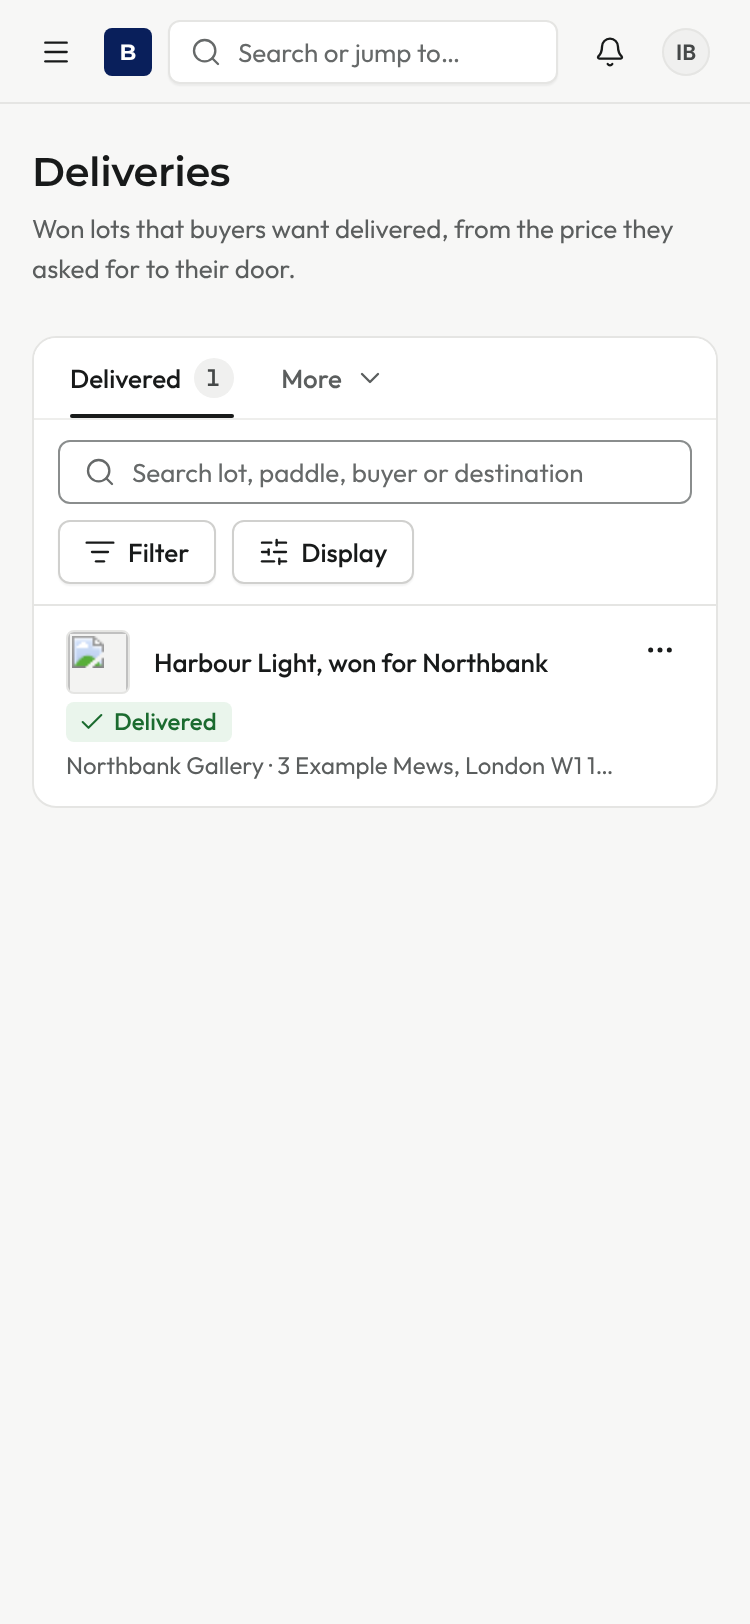 B
Search or jump to…
IB
Deliveries
Won lots that buyers want delivered, from the price they
asked for to their door.
Delivered 1
More
Search lot, paddle, buyer or destination
Filter
Display
Harbour Light, won for Northbank
Delivered
Northbank Gallery · 3 Example Mews, London W1 1…